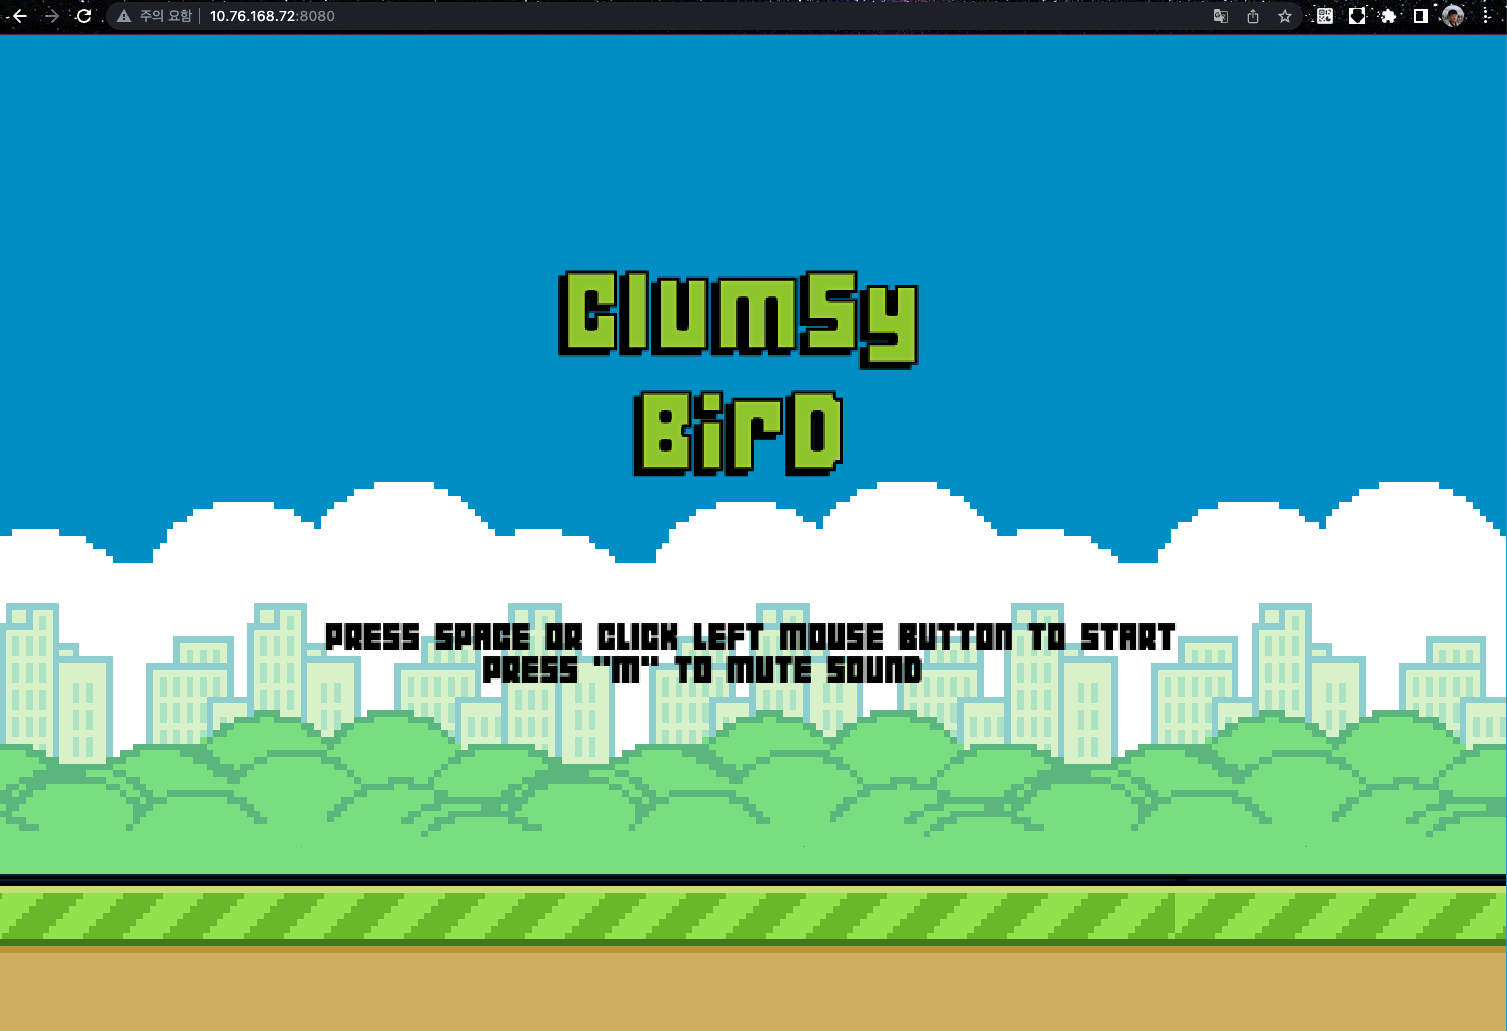 주의 요함 10.76.168.72:8080
Clumsy
BirD
PRESS SPACE OR CLICK LEFT MOUSE BUTTON TO START
PRESS "M" TO MUTE SOUND